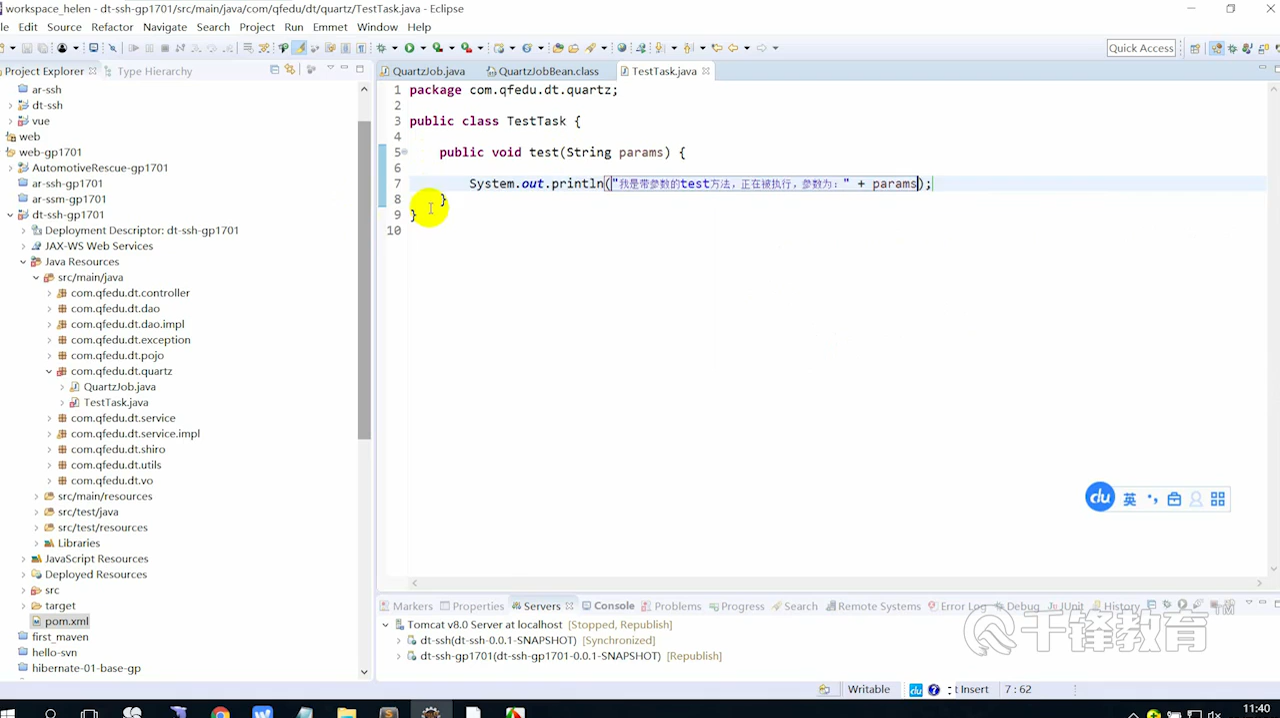 workspace_helen - dt-ssh-gp1701/src/main/java/com/qfedu/dt/quartz/TestTask.java - Eclipse
le Edit Source Refactor Navigate Search Project Run Emmet Window Help
Quick Access
Project Explorer Type Hierarchy
QuartzJob.java QuartzJobBean.class TestTask.java
ar-ssh
dt-ssh
vue
web
web-gp1701
AutomotiveRescue-gp1701
ar-ssh-gp1701
ar-ssm-gp1701
dt-ssh-gp1701
Deployment Descriptor: dt-ssh-gp1701
JAX-WS Web Services
Java Resources
src/main/java
com.qfedu.dt.controller
com.qfedu.dt.dao
com.qfedu.dt.dao.impl
com.qfedu.dt.exception
com.qfedu.dt.pojo
com.qfedu.dt.quartz
QuartzJob.java
TestTask.java
com.qfedu.dt.service
com.qfedu.dt.service.impl
com.qfedu.dt.shiro
com.qfedu.dt.utils
com.qfedu.dt.vo
src/main/resources
src/test/java
src/test/resources
Libraries
JavaScript Resources
Deployed Resources
src
target
pom.xml
first_maven
hello-svn
hibernate-01-base-gp
1 package com.qfedu.dt.quartz;
2
3 public class TestTask {
4
5 public void test(String params) {
6
7 System.out.println("我是带参数的test方法，正在被执行，参数为：" + params);
8 }
9 }
10
du 英
Markers Properties Servers Console Problems Progress Search Remote Systems Error Log Debug JUnit History
Tomcat v8.0 Server at localhost [Stopped, Republish]
dt-ssh(dt-ssh-0.0.1-SNAPSHOT) [Synchronized]
dt-ssh-gp1701(dt-ssh-gp1701-0.0.1-SNAPSHOT) [Republish]
千锋教育 TM
Writable du t Insert 7 : 62
11:40